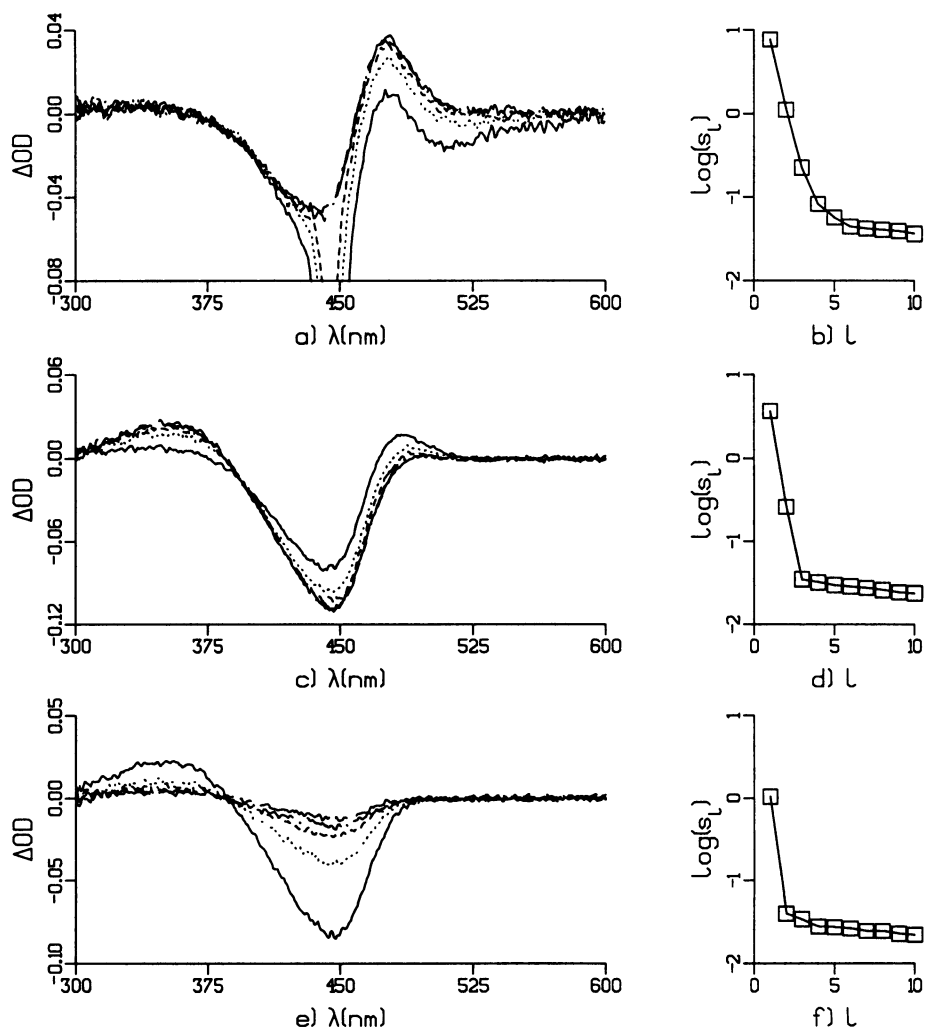 0.04
0.00
-0.04
-0.08
ΔOD
300 375 450 525 600
a) λ(nm)
1
0
-1
-2
Log(s_l)
0 5 10
b) l
0.06
0.00
-0.06
-0.12
ΔOD
300 375 450 525 600
c) λ(nm)
1
0
-1
-2
Log(s_l)
0 5 10
d) l
0.05
0.00
-0.05
-0.10
ΔOD
300 375 450 525 600
e) λ(nm)
1
0
-1
-2
Log(s_l)
0 5 10
f) l